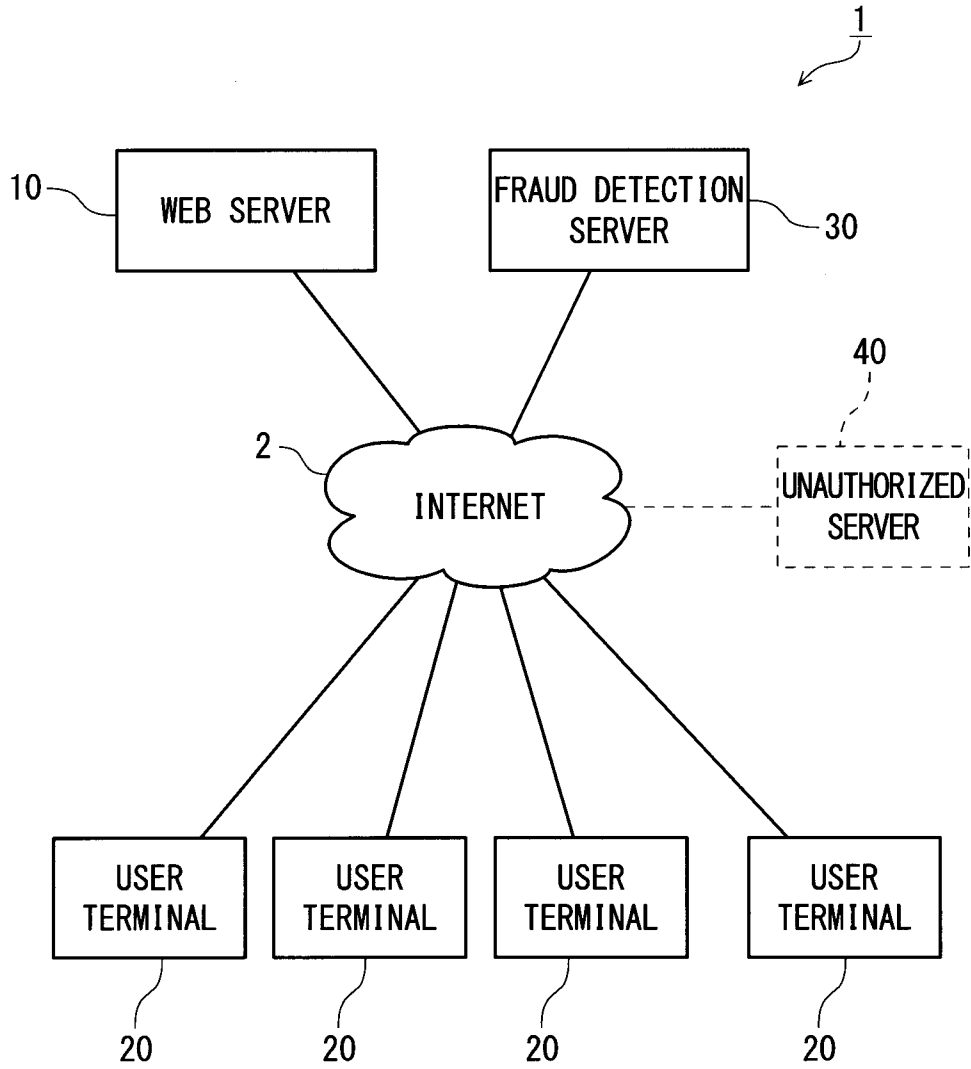 1
10
WEB SERVER
FRAUD DETECTION
SERVER
30
40
2
INTERNET
UNAUTHORIZED
SERVER
USER
TERMINAL
USER
TERMINAL
USER
TERMINAL
USER
TERMINAL
20
20
20
20